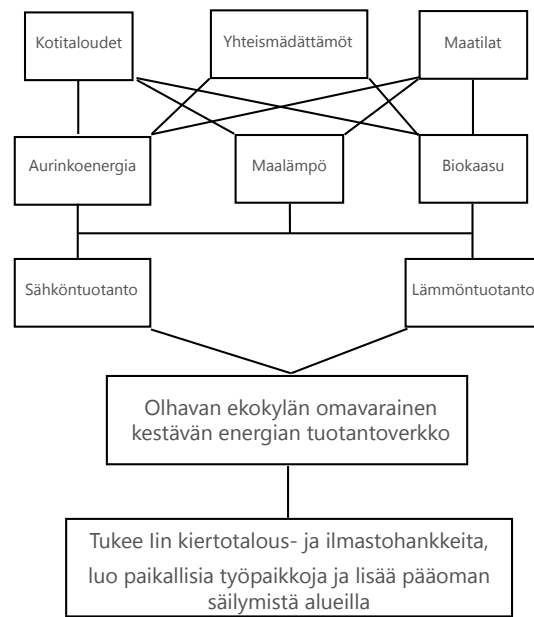 Kotitaloudet
Yhteismädättämöt
Maatilat
Aurinkoenergia
Maalämpö
Biokaasu
Sähköntuotanto
Lämmöntuotanto
Olhavan ekokylän omavarainen
kestävän energian tuotantoverkko
Tukee Iin kiertotalous- ja ilmastohankkeita,
luo paikallisia työpaikkoja ja lisää pääoman
säilymistä alueilla